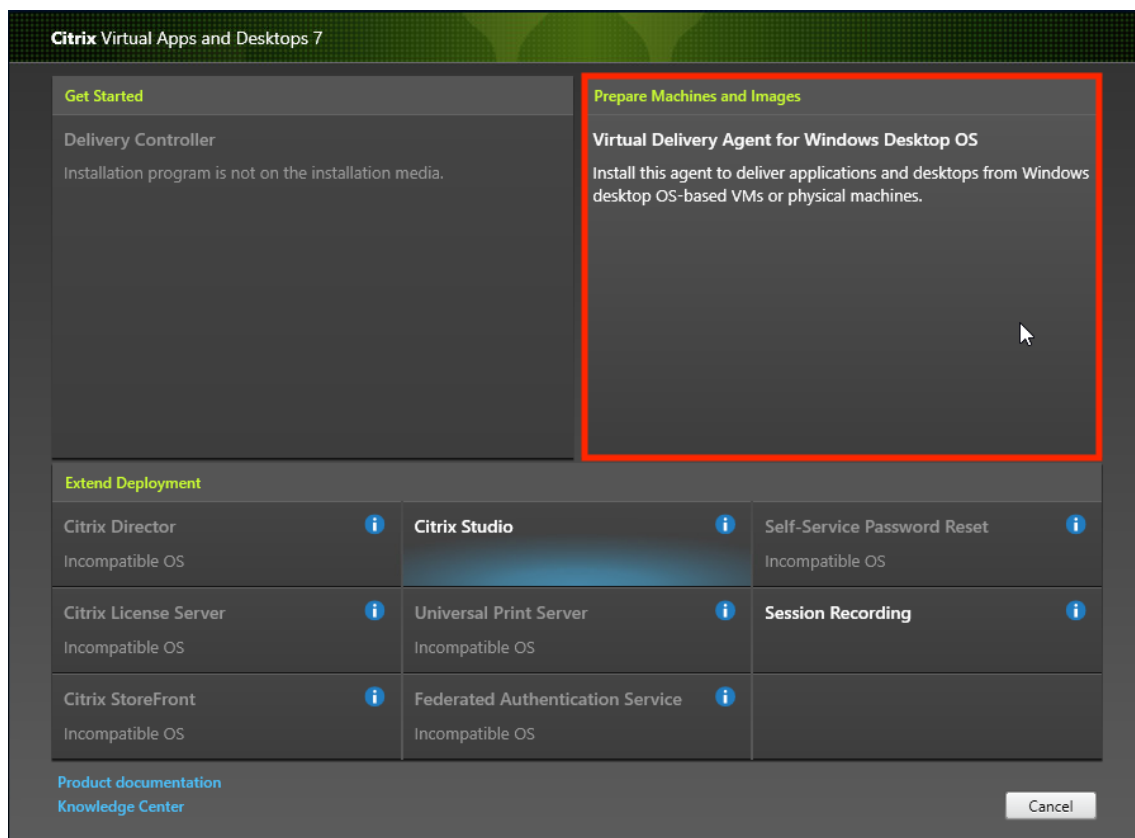 Citrix Virtual Apps and Desktops 7
Get Started
Delivery Controller
Installation program is not on the installation media.
Prepare Machines and Images
Virtual Delivery Agent for Windows Desktop OS
Install this agent to deliver applications and desktops from Windows
desktop OS-based VMs or physical machines.
Extend Deployment
Citrix Director
Incompatible OS
Citrix Studio
Self-Service Password Reset
Incompatible OS
Citrix License Server
Incompatible OS
Universal Print Server
Incompatible OS
Session Recording
Citrix StoreFront
Incompatible OS
Federated Authentication Service
Incompatible OS
Product documentation
Knowledge Center
Cancel